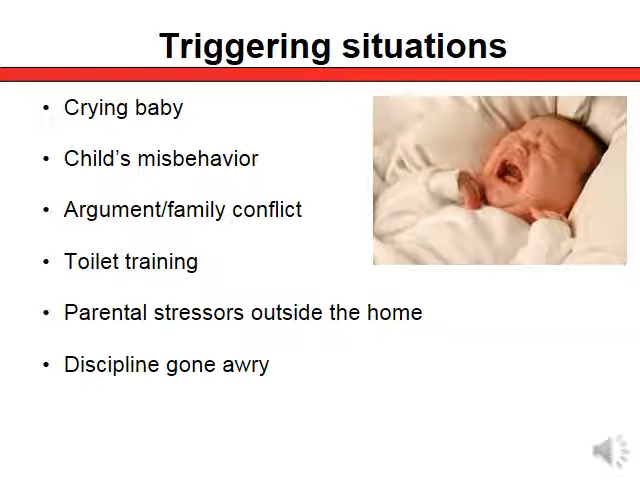 Triggering situations
• Crying baby
• Child's misbehavior
• Argument/family conflict
• Toilet training
• Parental stressors outside the home
• Discipline gone awry